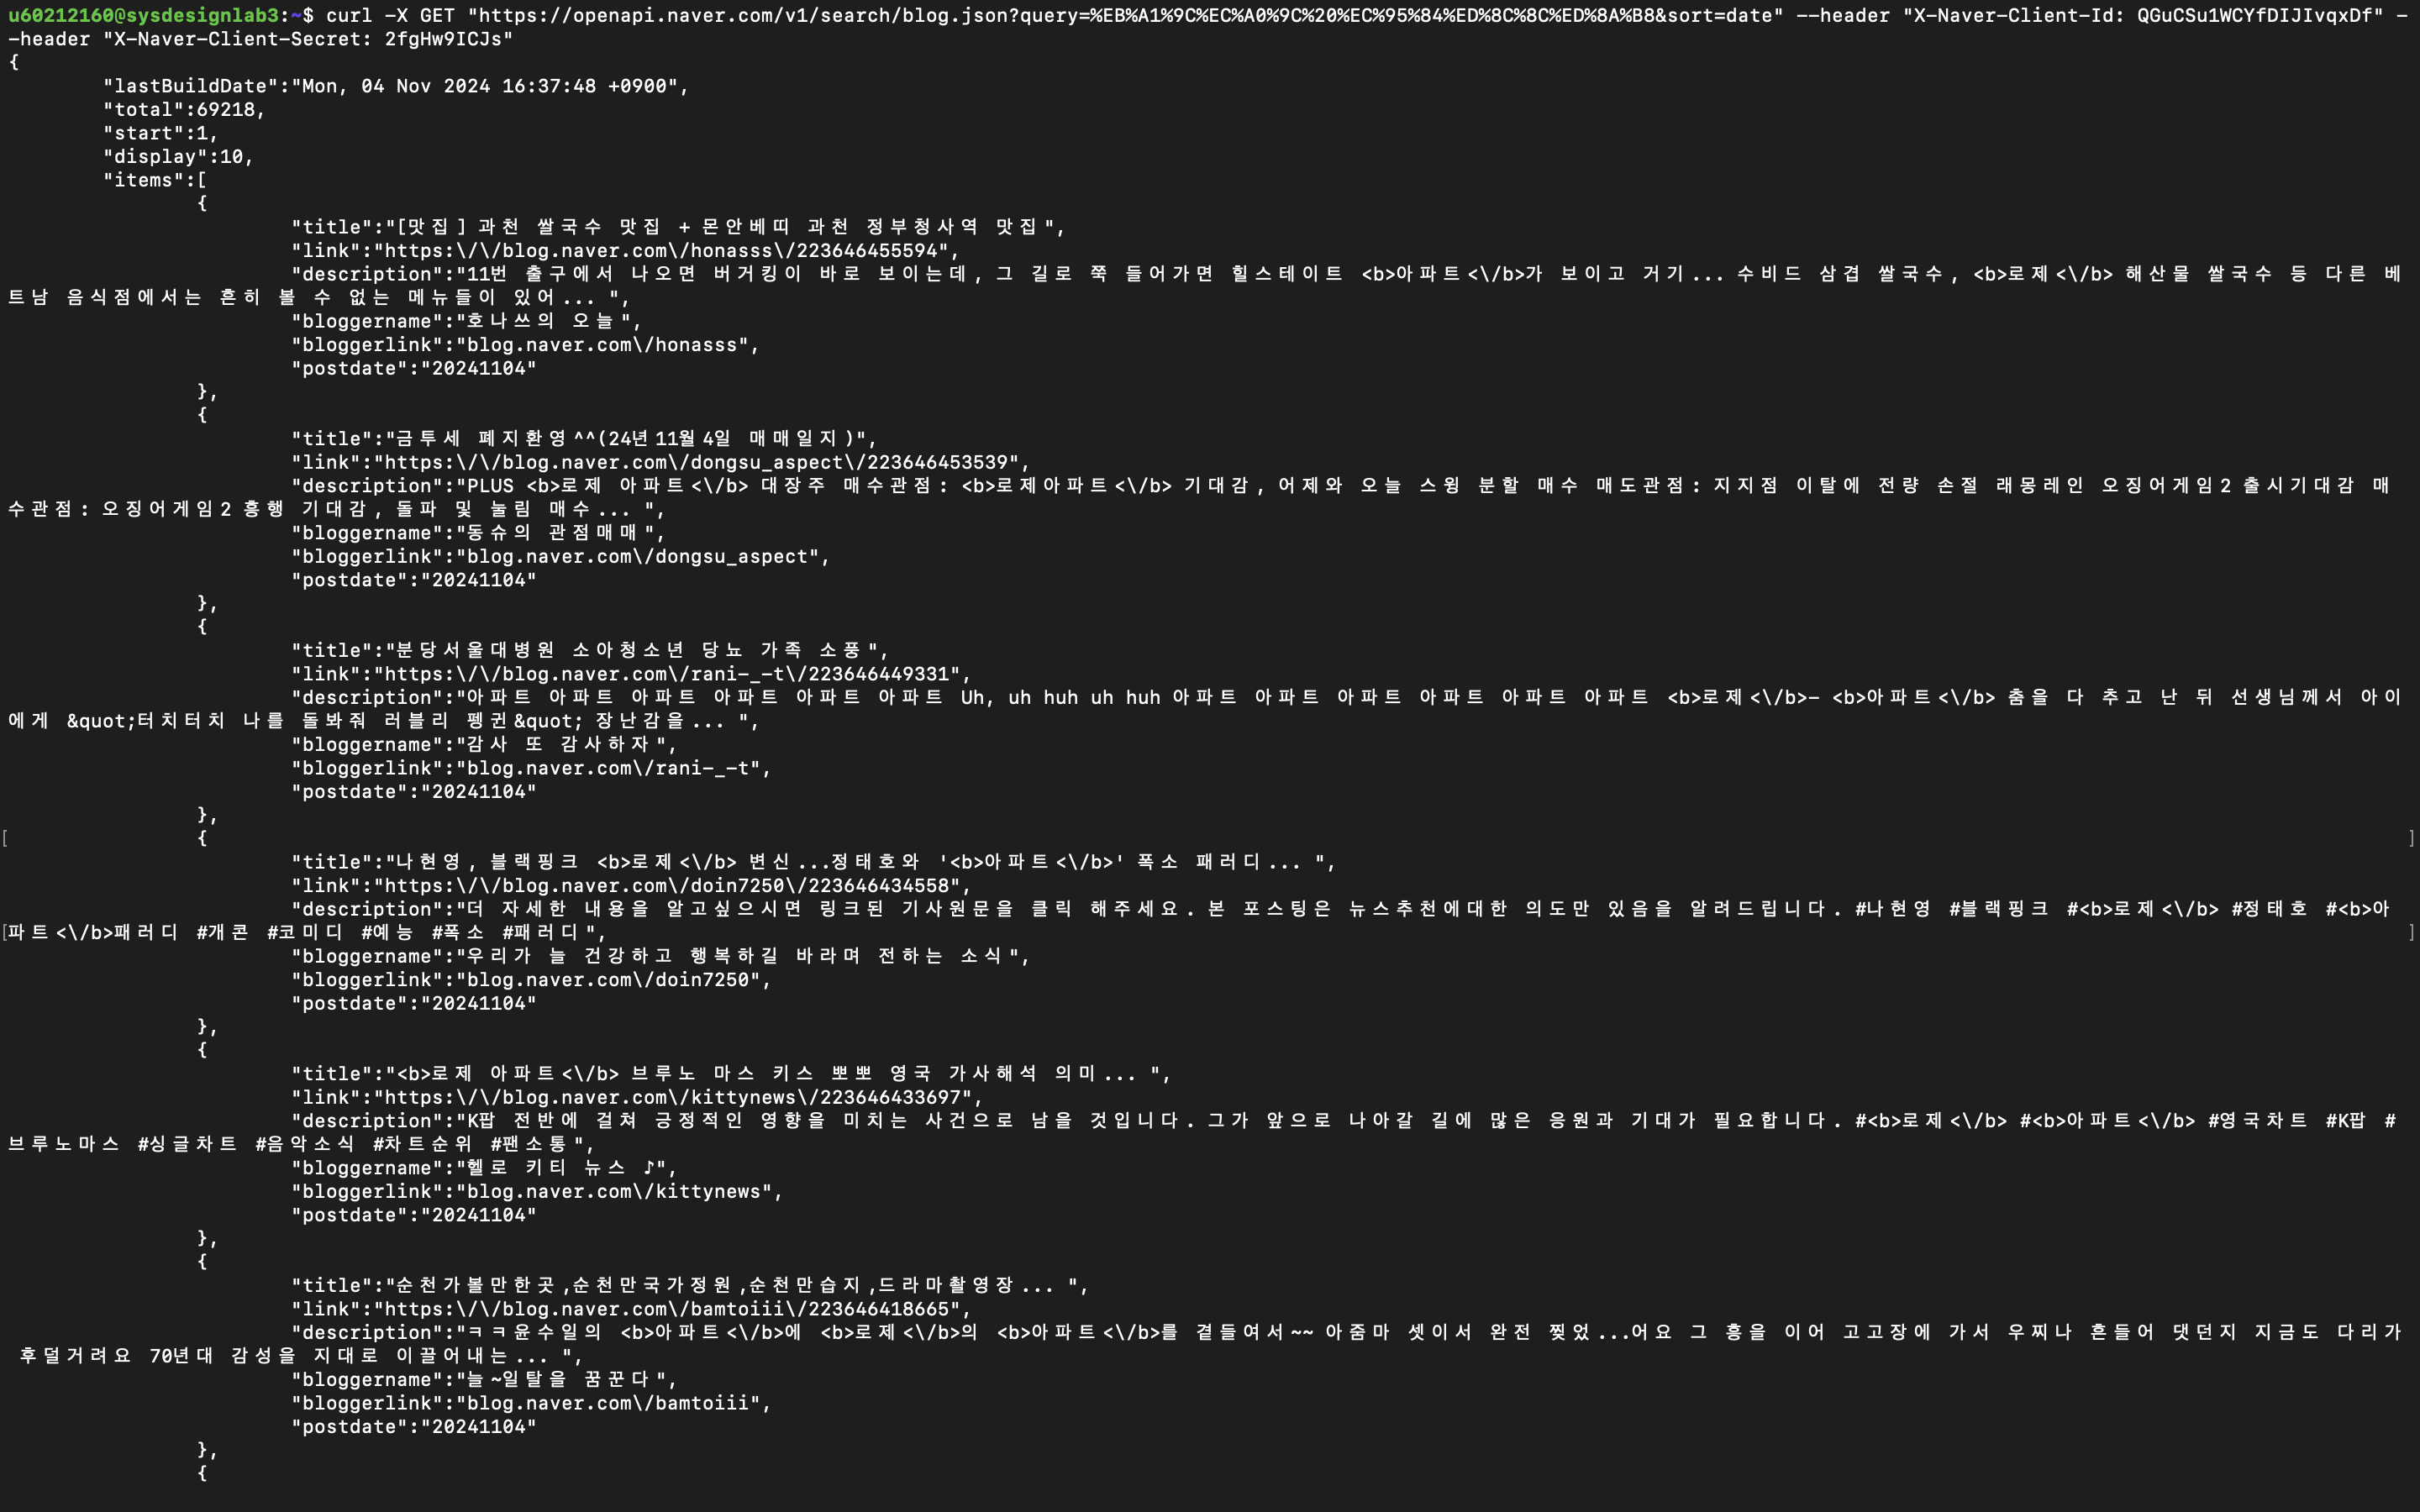 u60212160@sysdesignlab3:~$ curl -X GET "https://openapi.naver.com/v1/search/blog.json?query=%EB%A1%9C%EC%A0%9C%20%EC%95%84%ED%8C%8C%ED%8A%B8&sort=date" --header "X-Naver-Client-Id: QGuCSu1WCYfDIJIvqxDf" -
-header "X-Naver-Client-Secret: 2fgHw9ICJs"
{
"lastBuildDate":"Mon, 04 Nov 2024 16:37:48 +0900",
"total":69218,
"start":1,
"display":10,
"items":[
{
"title":"[맛집] 과천 쌀국수 맛집 + 몬안베띠 과천 정부청사역 맛집",
"link":"https:\/\/blog.naver.com\/honasss\/223646455594",
"description":"11번 출구에서 나오면 버거킹이 바로 보이는데, 그 길로 쭉 들어가면 힐스테이트 <b>아파트<\/b>가 보이고 거기... 수비드 삼겹 쌀국수, <b>로제<\/b> 해산물 쌀국수 등 다른 베
트남 음식점에서는 흔히 볼 수 없는 메뉴들이 있어... ",
"bloggername":"호나쓰의 오늘",
"bloggerlink":"blog.naver.com\/honasss",
"postdate":"20241104"
},
{
"title":"금투세 폐지환영^^(24년 11월 4일 매매일지)",
"link":"https:\/\/blog.naver.com\/dongsu_aspect\/223646453539",
"description":"PLUS <b>로제 아파트<\/b> 대장주 매수관점: <b>로제아파트<\/b> 기대감, 어제와 오늘 스윙 분할 매수 매도관점: 지지점 이탈에 전량 손절 래몽레인 오징어게임2 출시기대감 매
수관점: 오징어게임2 흥행 기대감, 돌파 및 눌림 매수... ",
"bloggername":"동슈의 관점매매",
"bloggerlink":"blog.naver.com\/dongsu_aspect",
"postdate":"20241104"
},
{
"title":"분당서울대병원 소아청소년 당뇨 가족 소풍",
"link":"https:\/\/blog.naver.com\/rani-_-t\/223646449331",
"description":"아파트 아파트 아파트 아파트 아파트 아파트 Uh, uh huh uh huh 아파트 아파트 아파트 아파트 아파트 아파트 <b>로제<\/b>- <b>아파트<\/b> 춤을 다 추고 난 뒤 선생님께서 아이
에게 &quot;터치터치 나를 돌봐줘 러블리 펭귄&quot; 장난감을... ",
"bloggername":"감사 또 감사하자",
"bloggerlink":"blog.naver.com\/rani-_-t",
"postdate":"20241104"
},
[ { ]
"title":"나현영, 블랙핑크 <b>로제<\/b> 변신...정태호와 '<b>아파트<\/b>' 폭소 패러디... ",
"link":"https:\/\/blog.naver.com\/doin7250\/223646434558",
"description":"더 자세한 내용을 알고싶으시면 링크된 기사원문을 클릭 해주세요. 본 포스팅은 뉴스추천에대한 의도만 있음을 알려드립니다. #나현영 #블랙핑크 #<b>로제<\/b> #정태호 #<b>아
[파트<\/b>패러디 #개콘 #코미디 #예능 #폭소 #패러디", ]
"bloggername":"우리가 늘 건강하고 행복하길 바라며 전하는 소식",
"bloggerlink":"blog.naver.com\/doin7250",
"postdate":"20241104"
},
{
"title":"<b>로제 아파트<\/b> 브루노 마스 키스 뽀뽀 영국 가사해석 의미... ",
"link":"https:\/\/blog.naver.com\/kittynews\/223646433697",
"description":"K팝 전반에 걸쳐 긍정적인 영향을 미치는 사건으로 남을 것입니다. 그가 앞으로 나아갈 길에 많은 응원과 기대가 필요합니다. #<b>로제<\/b> #<b>아파트<\/b> #영국차트 #K팝 #
브루노마스 #싱글차트 #음악소식 #차트순위 #팬소통",
"bloggername":"헬로 키티 뉴스 ♪",
"bloggerlink":"blog.naver.com\/kittynews",
"postdate":"20241104"
},
{
"title":"순천가볼만한곳,순천만국가정원,순천만습지,드라마촬영장... ",
"link":"https:\/\/blog.naver.com\/bamtoiii\/223646418665",
"description":"ㅋㅋ윤수일의 <b>아파트<\/b>에 <b>로제<\/b>의 <b>아파트<\/b>를 곁들여서~~ 아줌마 셋이서 완전 찢었...어요 그 흥을 이어 고고장에 가서 우찌나 흔들어 댓던지 지금도 다리가
후덜거려요 70년대 감성을 지대로 이끌어내는... ",
"bloggername":"늘~일탈을 꿈꾼다",
"bloggerlink":"blog.naver.com\/bamtoiii",
"postdate":"20241104"
},
{